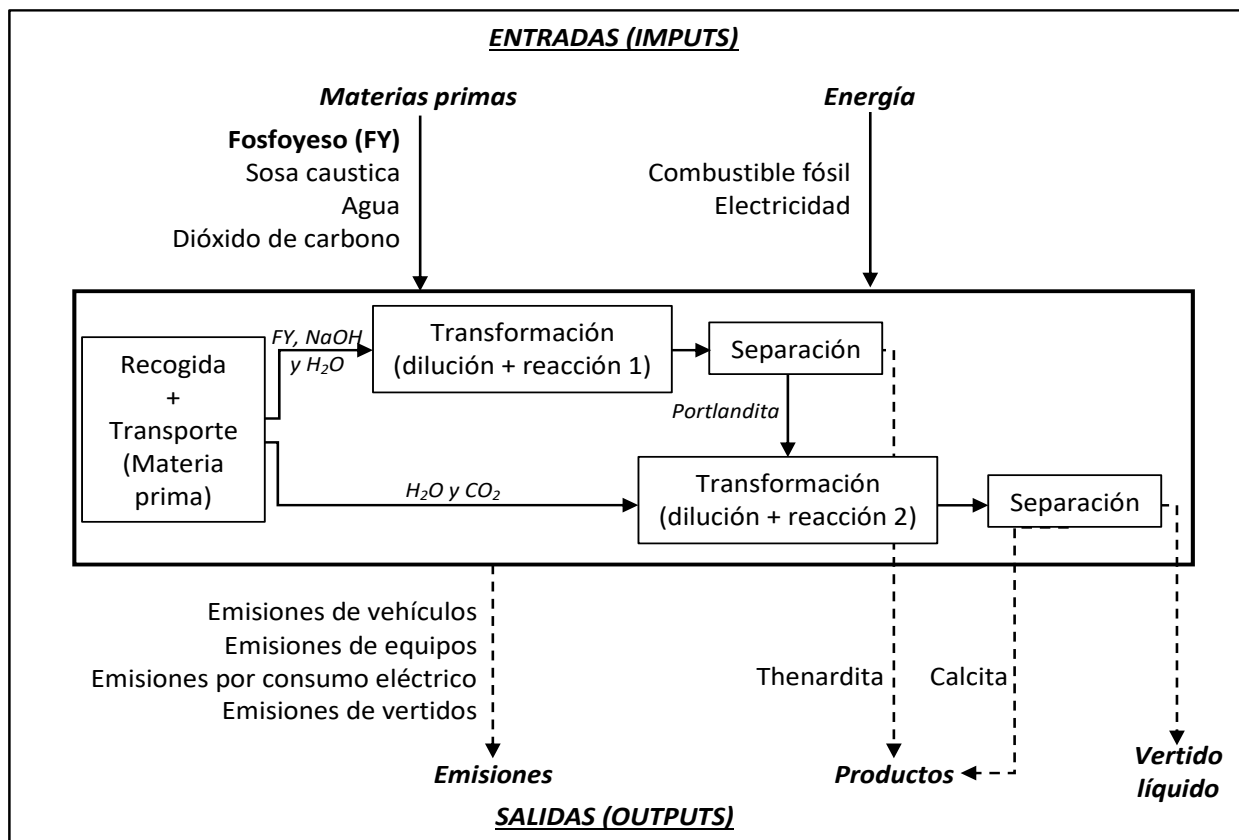 ENTRADAS (IMPUTS)
Materias primas
Energía
Fosfoyeso (FY)
Sosa caustica
Agua
Dióxido de carbono
Combustible fósil
Electricidad
Recogida
+
Transporte
(Materia
prima)
FY, NaOH
y H₂O
Transformación
(dilución + reacción 1)
Separación
Portlandita
H₂O y CO₂
Transformación
(dilución + reacción 2)
Separación
Emisiones de vehículos
Emisiones de equipos
Emisiones por consumo eléctrico
Emisiones de vertidos
Thenardita
Calcita
Emisiones
Productos
Vertido
líquido
SALIDAS (OUTPUTS)